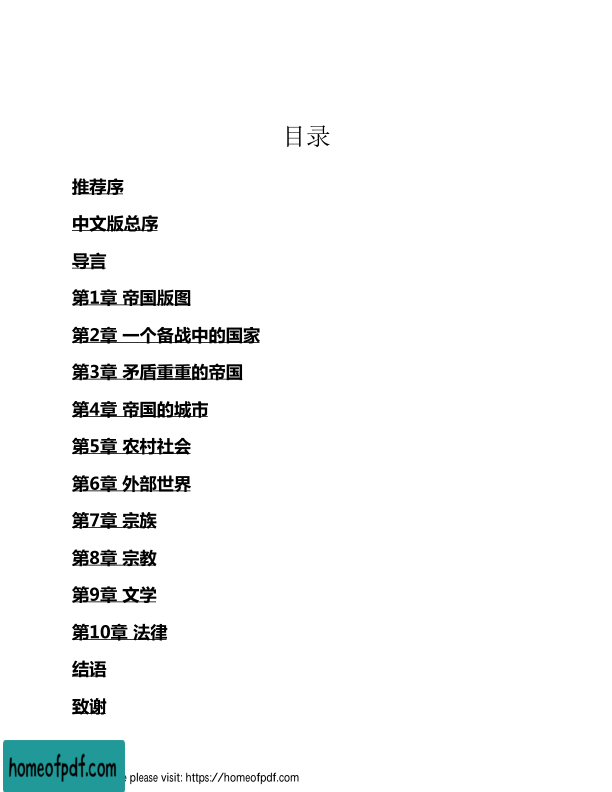 目录
推荐序
中文版总序
导言
第1章 帝国版图
第2章 一个备战中的国家
第3章 矛盾重重的帝国
第4章 帝国的城市
第5章 农村社会
第6章 外部世界
第7章 宗族
第8章 宗教
第9章 文学
第10章 法律
结语
致谢
homeofpdf.com
please visit: https://homeofpdf.com